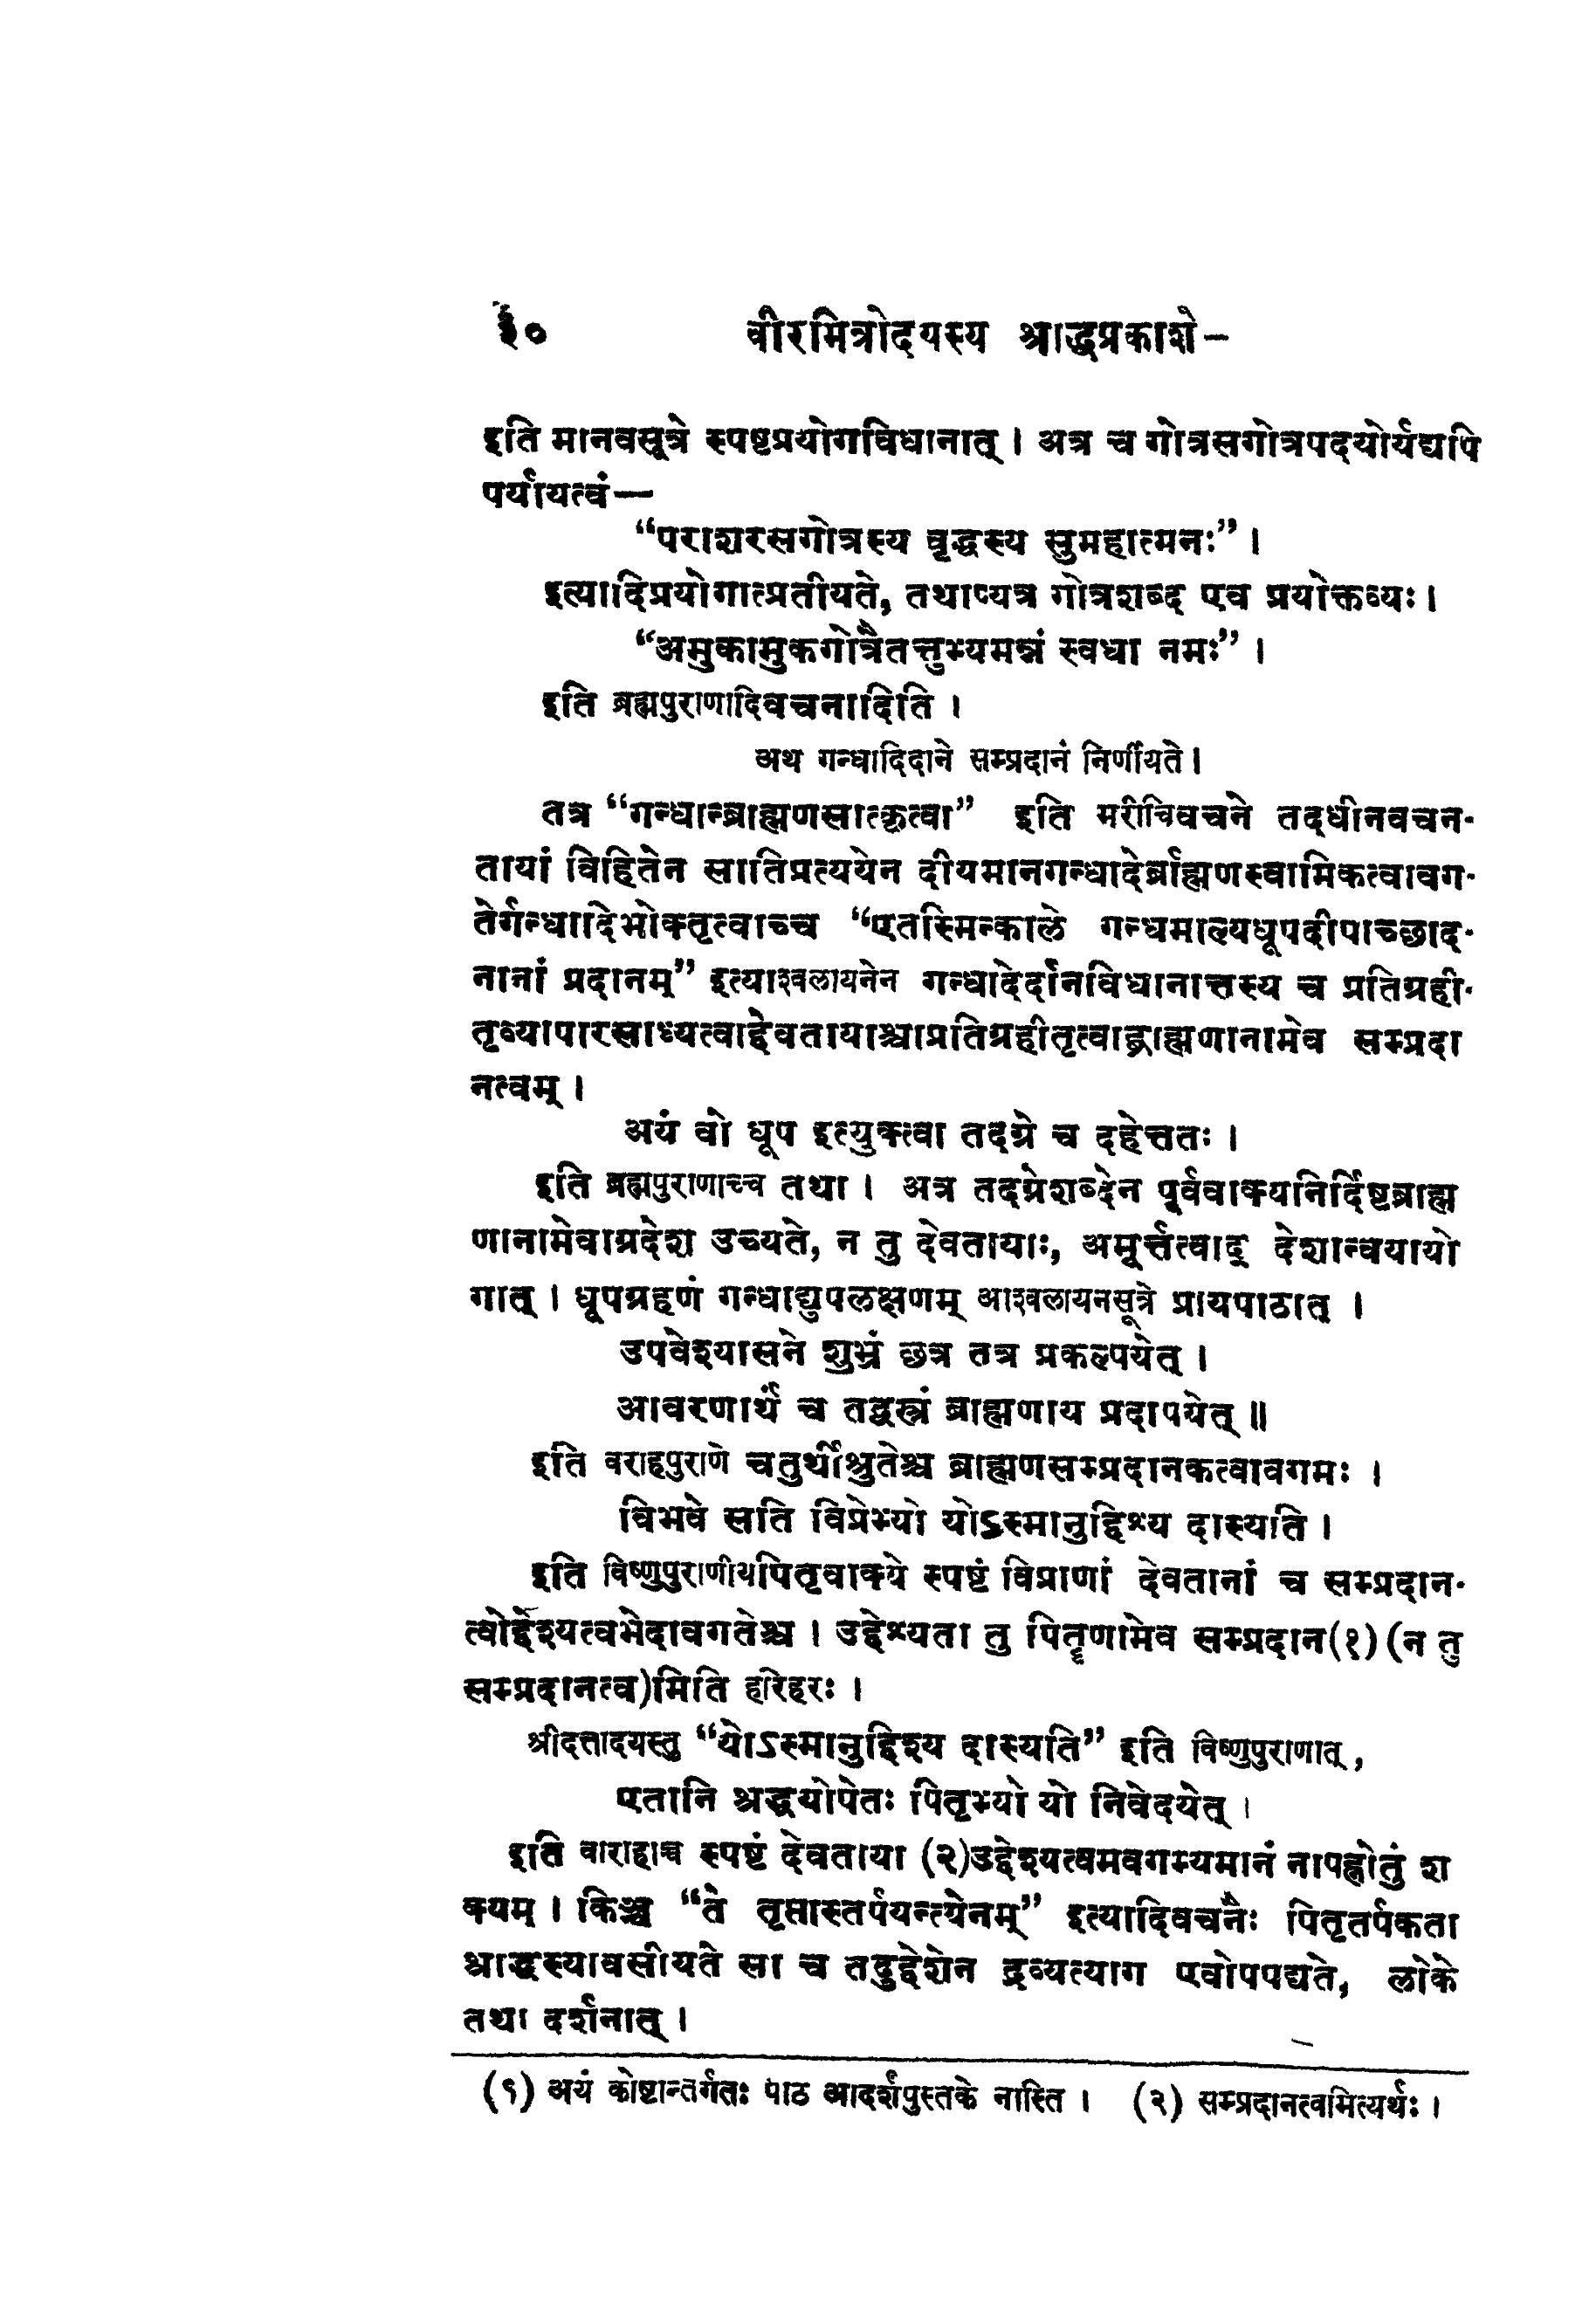 ३० वीरमित्रोदयस्य श्राद्धप्रकाशे-
इति मानवसूत्रे स्पष्टप्रयोगविधानात् । अत्र च गोत्रसगोत्रपदयोर्यद्यपि
पर्यायत्वं—
“पराशरसगोत्रस्य वृद्धस्य सुमहात्मनः” ।
इत्यादिप्रयोगात्प्रतीयते, तथाप्यत्र गोत्रशब्द एव प्रयोक्तव्यः ।
“अमुकामुकगोत्रैतत्तुभ्यमन्नं स्वधा नमः” ।
इति ब्रह्मपुराणादिवचनादिति ।
अथ गन्धादिदाने सम्प्रदानं निर्णीयते ।
तत्र “गन्धान्ब्राह्मणसात्कृत्वा” इति मरीचिवचने तदधीनवचन-
तायां विहितेन सातिप्रत्ययेन दीयमानगन्धादेर्ब्राह्मणस्वामिकत्वावग-
तेर्गन्धादिभोक्तृत्वाच्च “एतस्मिन्काले गन्धमाल्यधूपदीपाच्छाद-
नानां प्रदानम्” इत्याश्वलायनेन गन्धादेर्दानविधानात्तस्य च प्रतिग्रही-
तृव्यापारसाध्यत्वाद्देवतायाश्चाप्रतिग्रहीतृत्वाद्ब्राह्मणानामेव सम्प्रदा
नत्वम् ।
अयं वो धूप इत्युक्त्वा तदग्रे च दहेत्ततः ।
इति ब्रह्मपुराणाच्च तथा । अत्र तदग्रेशब्देन पूर्ववाक्यनिर्दिष्टब्राह्म
णानामेवाग्रदेश उच्यते, न तु देवतायाः, अमूर्त्तत्वाद् देशान्वयायो
गात् । धूपग्रहणं गन्धाद्युपलक्षणम् आश्वलायनसूत्रे प्रायपाठात् ।
उपवेश्यासने शुभ्रं छत्र तत्र प्रकल्पयेत् ।
आवरणार्थं च तद्वस्त्रं ब्राह्मणाय प्रदापयेत् ॥
इति वराहपुराणे चतुर्थीश्रुतेश्च ब्राह्मणसम्प्रदानकत्वावगमः ।
विभवे सति विप्रेभ्यो योऽस्मानुद्दिश्य दास्यति ।
इति विष्णुपुराणीयपितृवाक्ये स्पष्टं विप्राणां देवतानां च सम्प्रदान-
त्वोद्देश्यत्वभेदावगतेश्च । उद्देश्यता तु पितॄणामेव सम्प्रदान(१) (न तु
सम्प्रदानत्व)मिति हरिहरः ।
श्रीदत्तादयस्तु “योऽस्मानुद्दिश्य दास्यति” इति विष्णुपुराणात्,
एतानि श्रद्धयोपेतः पितृभ्यो यो निवेदयेत् ।
इति वाराहाच्च स्पष्टं देवताया (२)उद्देश्यत्वमवगम्यमानं नापह्नोतुं श
क्यम् । किञ्च “ते तृप्तास्तर्पयन्त्येनम्” इत्यादिवचनैः पितृतर्पकता
श्राद्धस्यावसीयते सा च तदुद्देशेन द्रव्यत्याग एवोपपद्यते, लोके
तथा दर्शनात् ।
(१) अयं कोष्टान्तर्गतः पाठ आदर्शपुस्तके नास्ति । (२) सम्प्रदानत्वमित्यर्थः ।